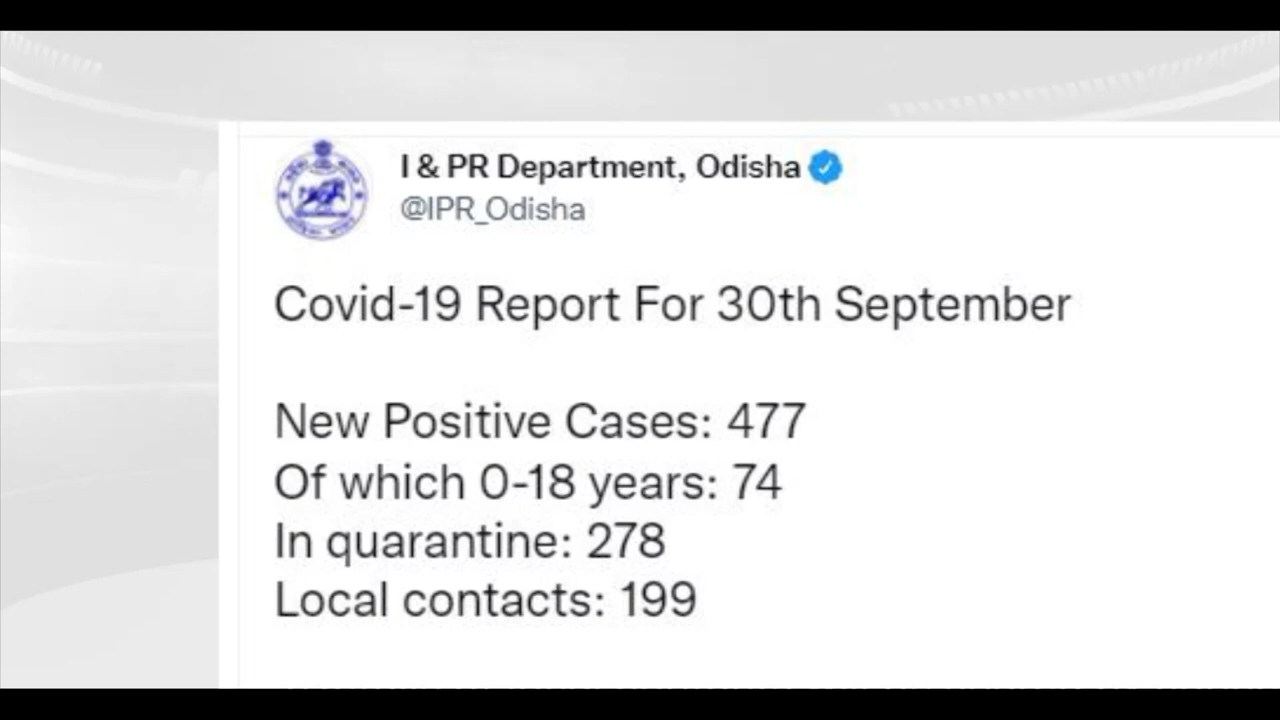 I & PR Department, Odisha
@IPR_Odisha
Covid-19 Report For 30th September
New Positive Cases: 477
Of which 0-18 years: 74
In quarantine: 278
Local contacts: 199